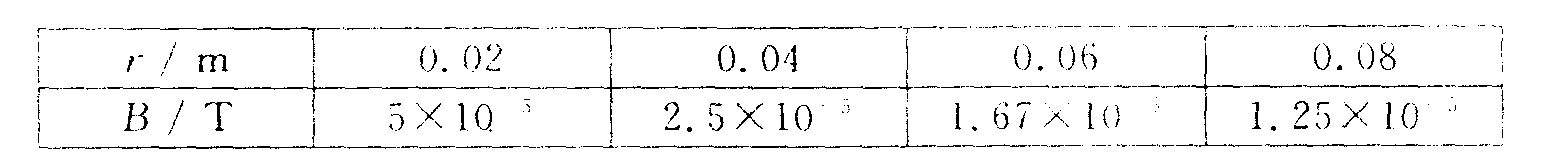 r / m 0.02 0.04 0.06 0.08
B / T 5×10⁻⁵ 2.5×10⁻⁵ 1.67×10⁻⁵ 1.25×10⁻⁵